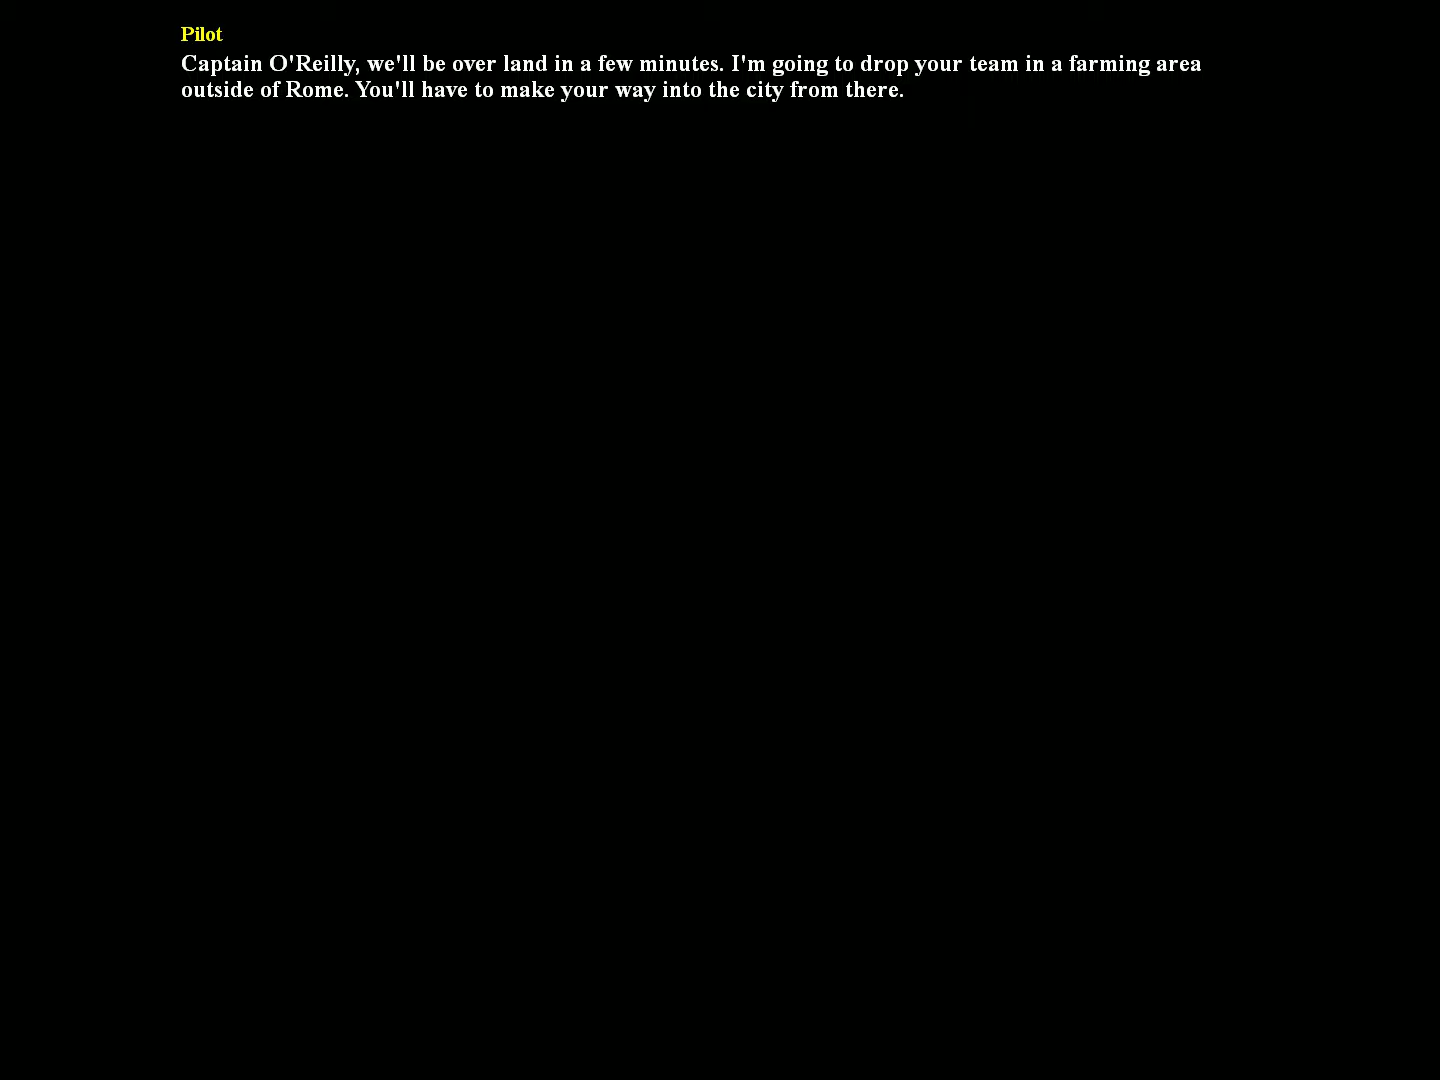 Pilot
Captain O'Reilly, we'll be over land in a few minutes. I'm going to drop your team in a farming area
outside of Rome. You'll have to make your way into the city from there.